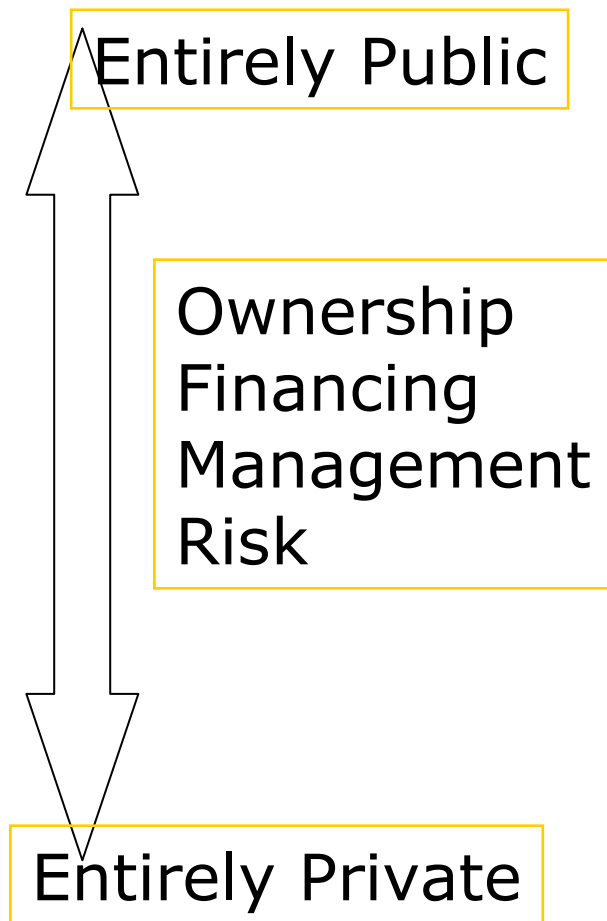 Entirely Public
Ownership
Financing
Management
Risk
Entirely Private